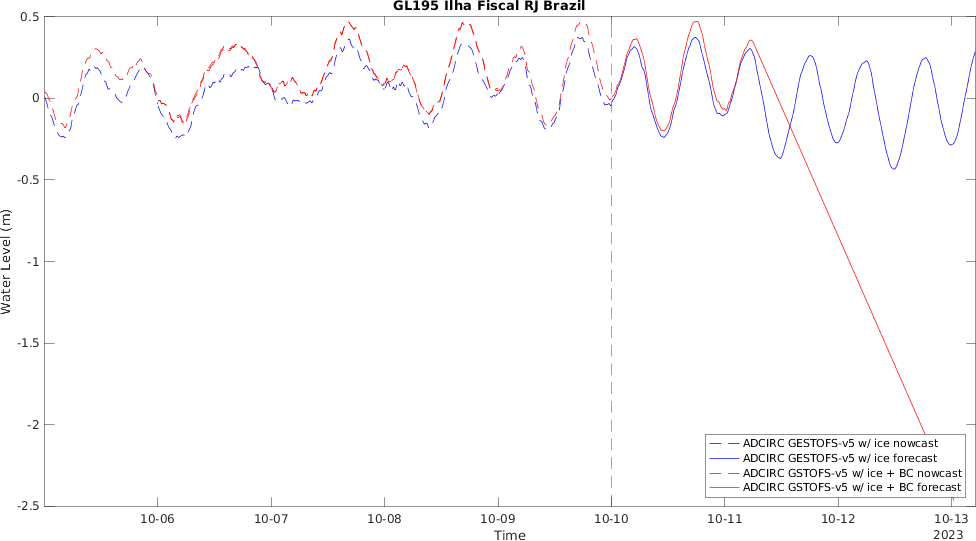 GL195 Ilha Fiscal RJ Brazil
0.5
0
-0.5
-1
-1.5
-2
-2.5
Water Level (m)
ADCIRC GESTOFS-v5 w/ ice nowcast
ADCIRC GESTOFS-v5 w/ ice forecast
ADCIRC GSTOFS-v5 w/ ice + BC nowcast
ADCIRC GSTOFS-v5 w/ ice + BC forecast
10-06 10-07 10-08 10-09 10-10 10-11 10-12 10-13
Time
2023